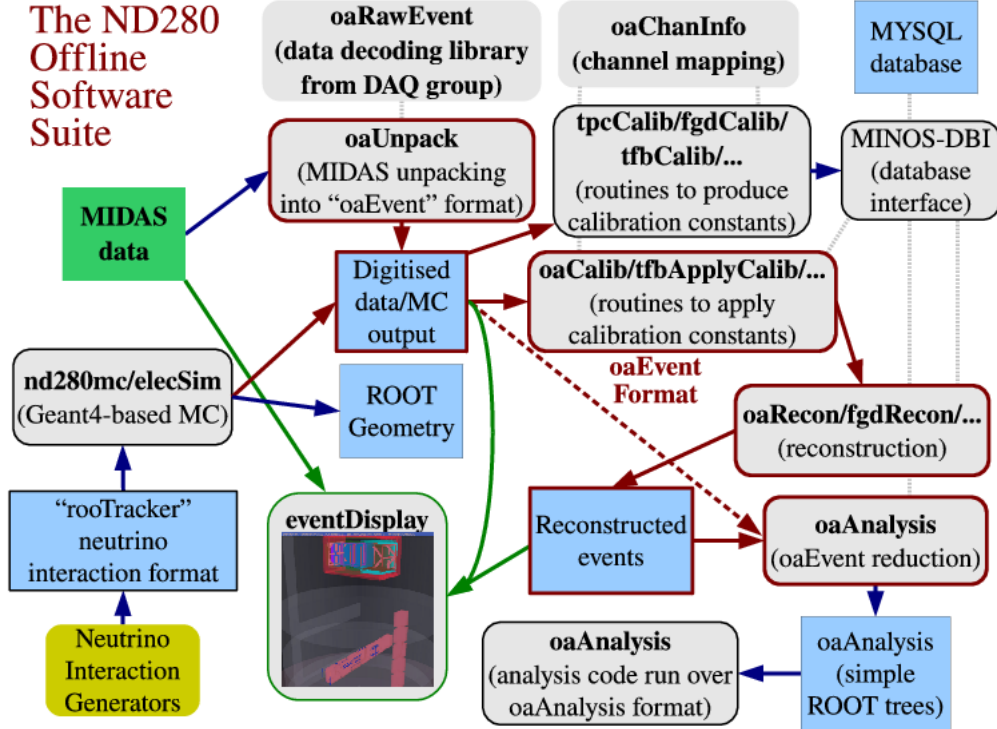 The ND280
Offline
Software
Suite
oaRawEvent
(data decoding library
from DAQ group)
oaChanInfo
(channel mapping)
MYSQL
database
oaUnpack
(MIDAS unpacking
into “oaEvent” format)
tpcCalib/fgdCalib/
tfbCalib/...
(routines to produce
calibration constants)
MINOS-DBI
(database
interface)
MIDAS
data
Digitised
data/MC
output
oaCalib/tfbApplyCalib/...
(routines to apply
calibration constants)
oaEvent
Format
nd280mc/elecSim
(Geant4-based MC)
ROOT
Geometry
oaRecon/fgdRecon/...
(reconstruction)
“rooTracker”
neutrino
interaction format
eventDisplay
Reconstructed
events
oaAnalysis
(oaEvent reduction)
Neutrino
Interaction
Generators
oaAnalysis
(analysis code run over
oaAnalysis format)
oaAnalysis
(simple
ROOT trees)